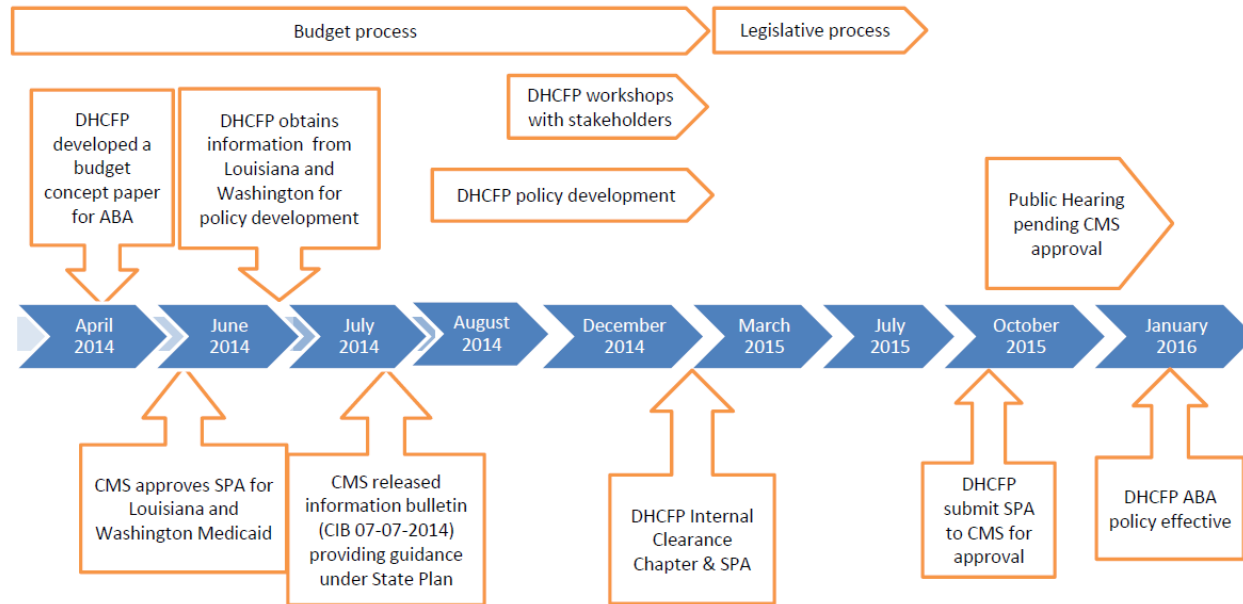 Budget process
Legislative process
DHCFP
developed a
budget
concept paper
for ABA
DHCFP obtains
information from
Louisiana and
Washington for
policy development
DHCFP workshops
with stakeholders
DHCFP policy development
Public Hearing
pending CMS
approval
April
2014
June
2014
July
2014
August
2014
December
2014
March
2015
July
2015
October
2015
January
2016
CMS approves SPA for
Louisiana and
Washington Medicaid
CMS released
information bulletin
(CIB 07-07-2014)
providing guidance
under State Plan
DHCFP Internal
Clearance
Chapter & SPA
DHCFP
submit SPA
to CMS for
approval
DHCFP ABA
policy effective